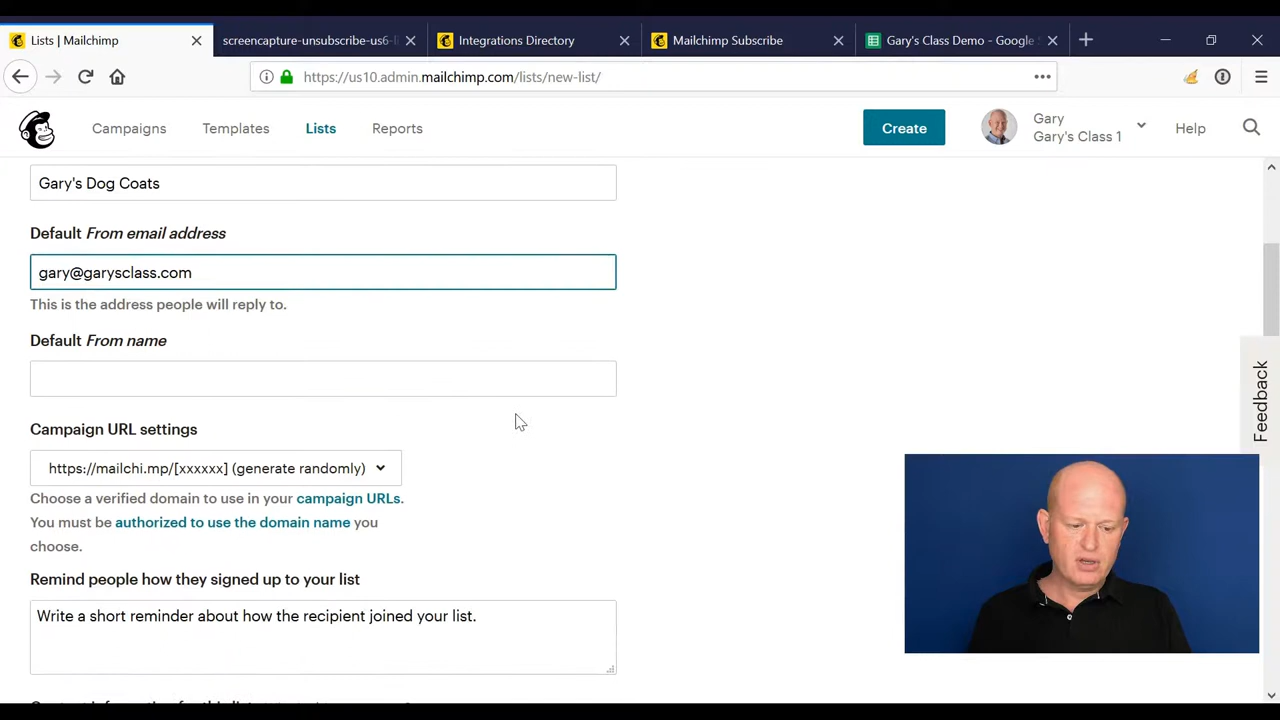 Lists | Mailchimp
screencapture-unsubscribe-us6-l
Integrations Directory
Mailchimp Subscribe
Gary's Class Demo - Google
https://us10.admin.mailchimp.com/lists/new-list/
Campaigns
Templates
Lists
Reports
Create
Gary
Gary's Class 1
Help
Gary's Dog Coats
Default From email address
gary@garysclass.com
This is the address people will reply to.
Default From name
Campaign URL settings
https://mailchi.mp/[xxxxxx] (generate randomly)
Choose a verified domain to use in your campaign URLs.
You must be authorized to use the domain name you
choose.
Remind people how they signed up to your list
Write a short reminder about how the recipient joined your list.
Feedback